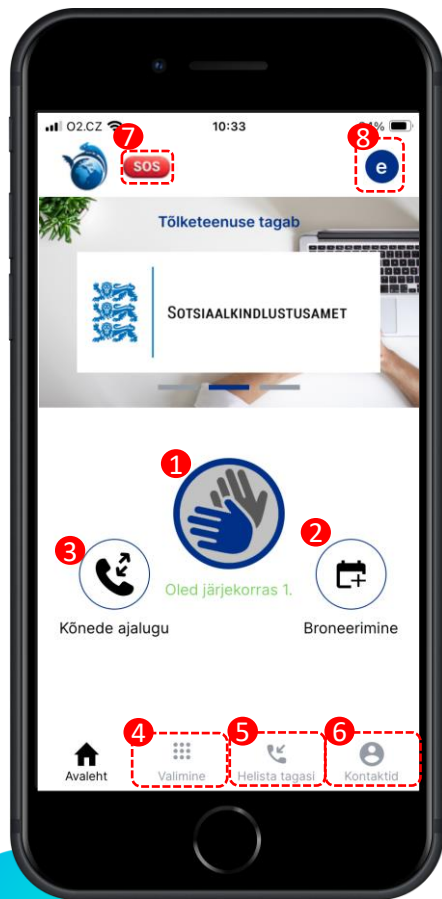 O2.CZ
10:33
%
7
8
SOS
e
Tõlketeenuse tagab
SOTSIAALKINDLUSTUSAMET
1
2
3
Oled järjekorras 1.
Kõnede ajalugu
Broneerimine
4
5
6
Avaleht
Valimine
Helista tagasi
Kontaktid